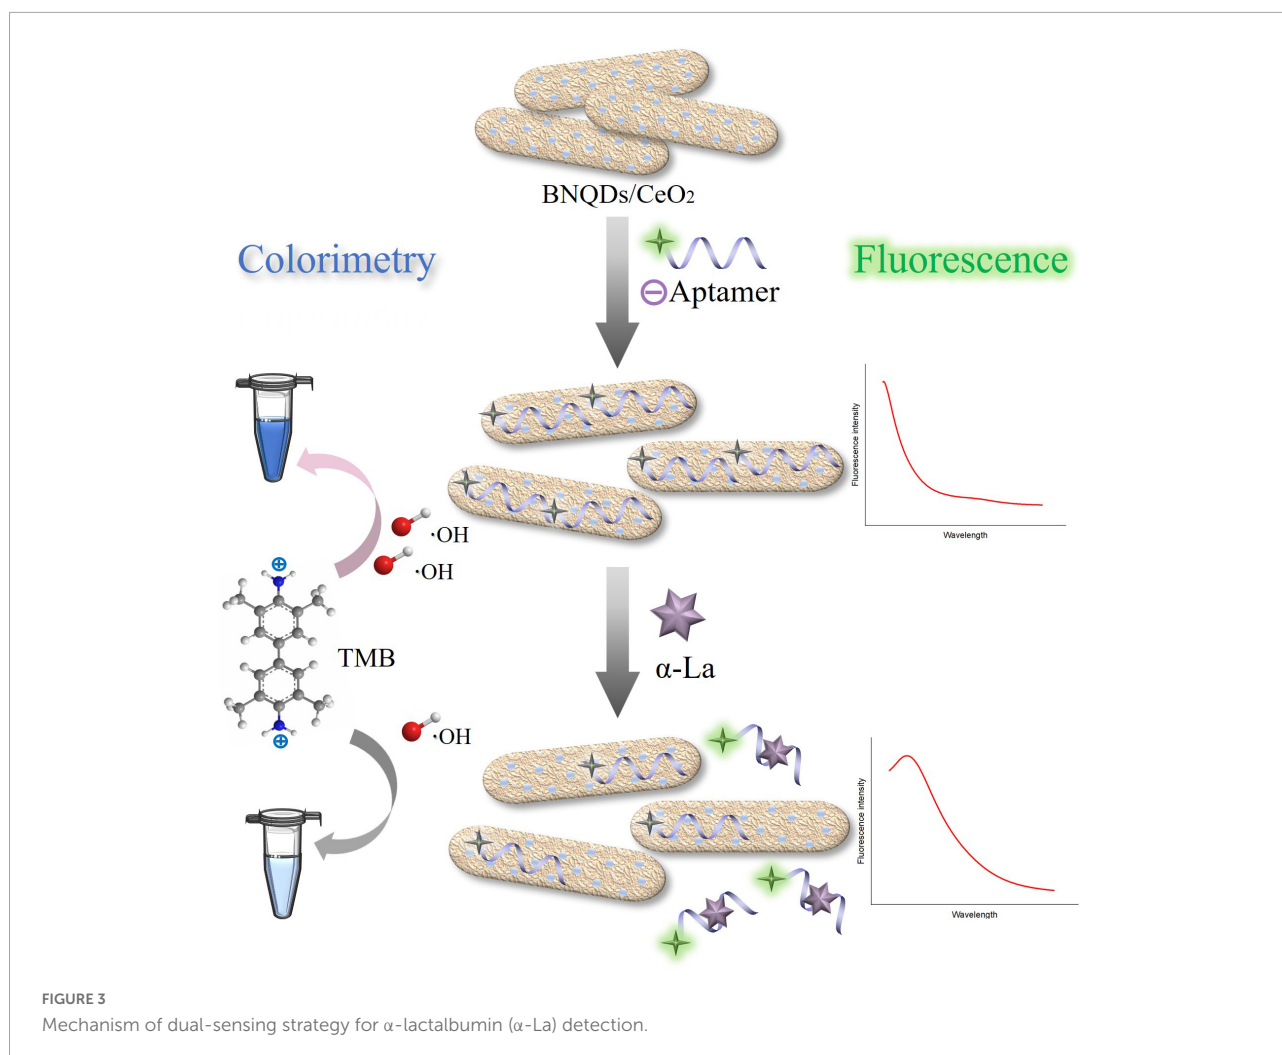 BNQDs/CeO₂
Colorimetry
Fluorescence
⊖Aptamer
Fluorescence intensity
Wavelength
·OH
·OH
TMB
α-La
·OH
Fluorescence intensity
Wavelength
FIGURE 3
Mechanism of dual-sensing strategy for α-lactalbumin (α-La) detection.